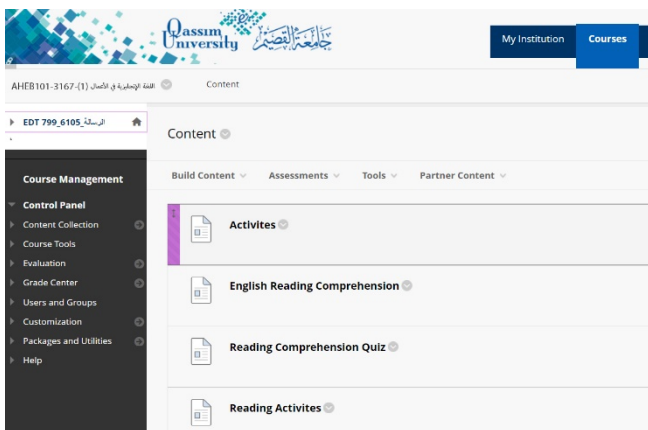 Qassim University جامعة القصيم
My Institution Courses
AHEB101-3167-(1) اللغة الإنجليزية في الأعمال Content
EDT 799_6105_الرسالة
Content
Build Content Assessments Tools Partner Content
Course Management
Control Panel
Content Collection
Course Tools
Evaluation
Grade Center
Users and Groups
Customization
Packages and Utilities
Help
Activites
English Reading Comprehension
Reading Comprehension Quiz
Reading Activites